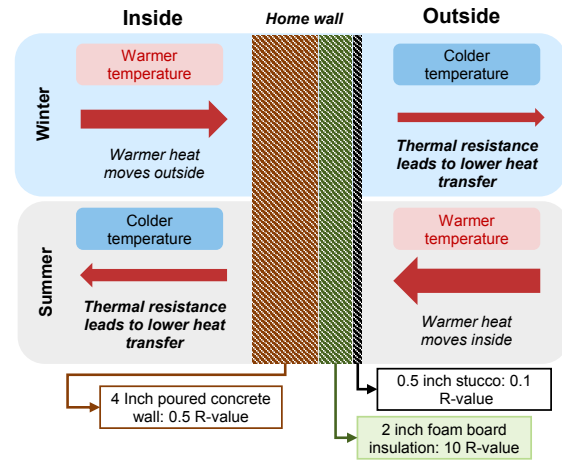 Inside
Home wall
Outside
Winter
Warmer
temperature
Warmer heat
moves outside
Colder
temperature
Thermal resistance
leads to lower heat
transfer
Summer
Colder
temperature
Thermal resistance
leads to lower heat
transfer
Warmer
temperature
Warmer heat
moves inside
4 Inch poured concrete
wall: 0.5 R-value
0.5 inch stucco: 0.1
R-value
2 inch foam board
insulation: 10 R-value